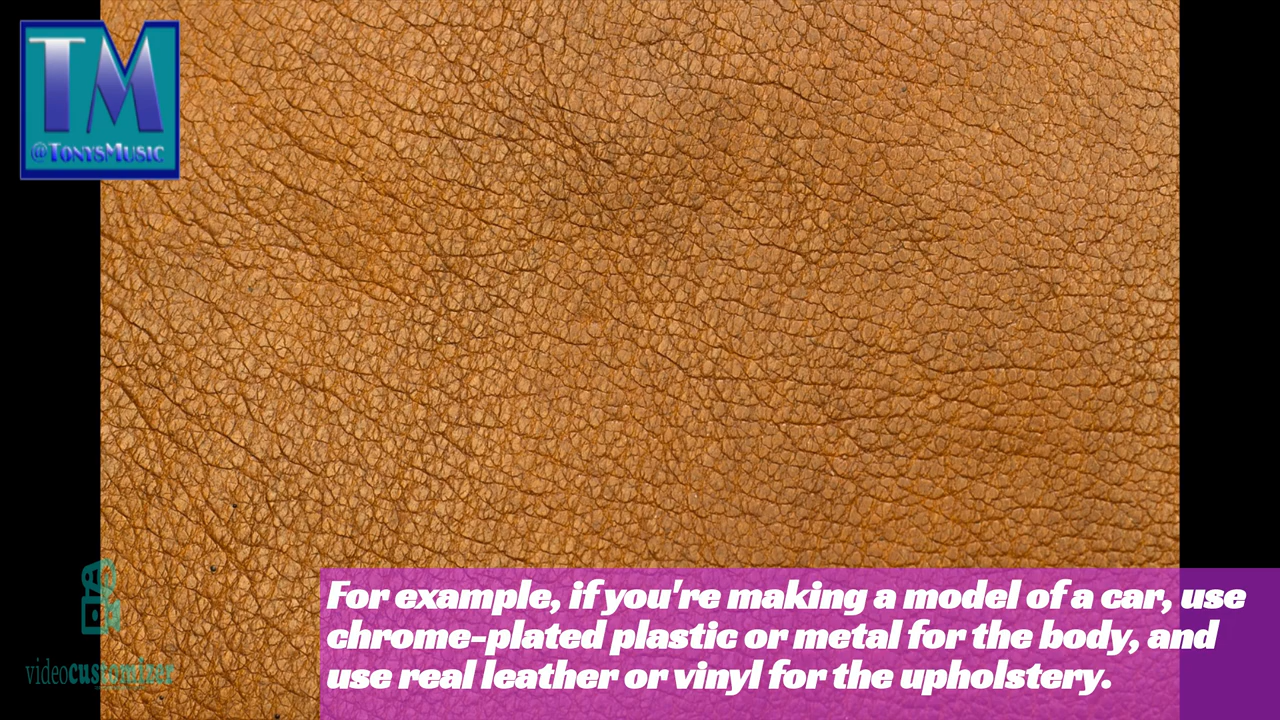 TM
@TonysMusic
For example, if you're making a model of a car, use
chrome-plated plastic or metal for the body, and
use real leather or vinyl for the upholstery.
videocustomizer